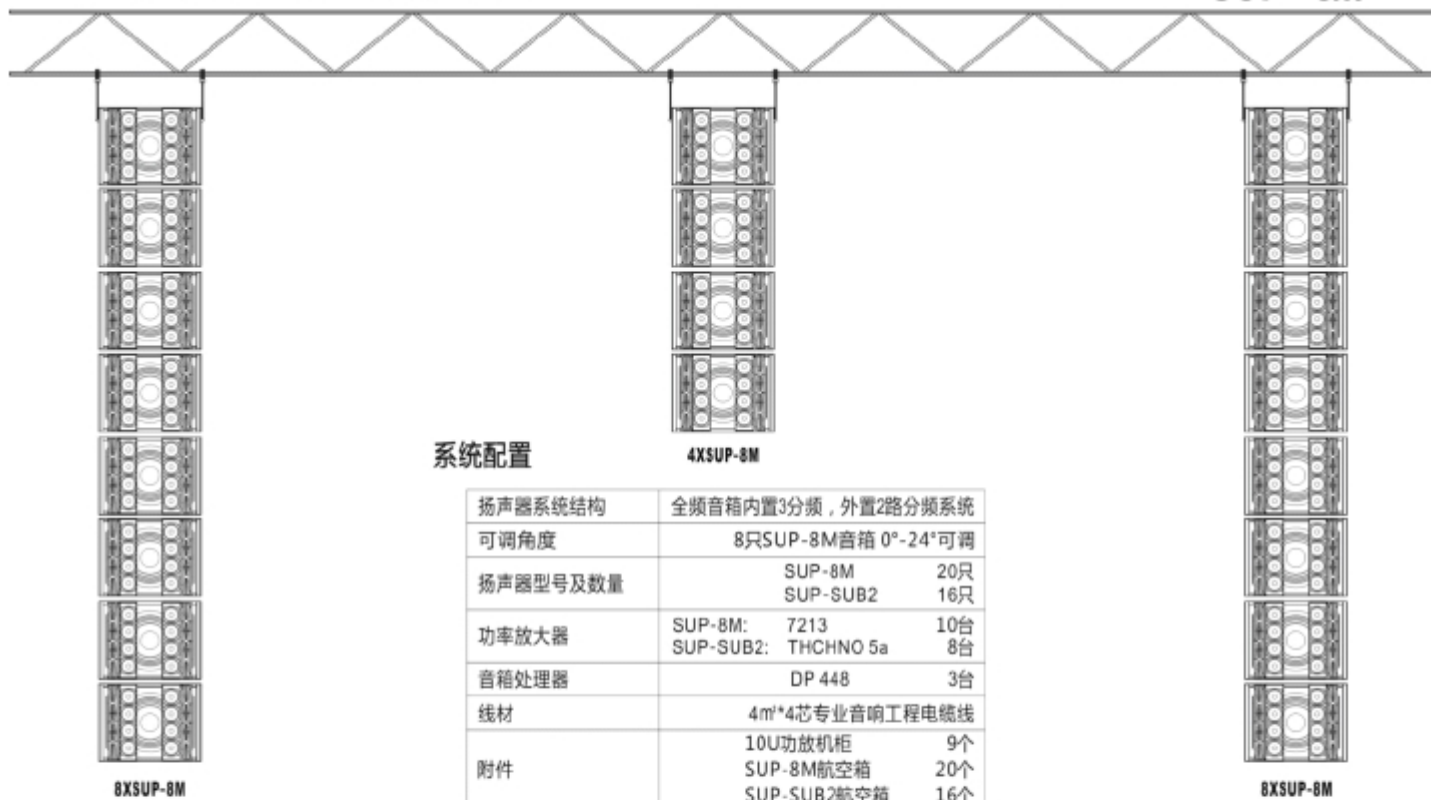 系统配置
4XSUP-8M
扬声器系统结构 全频音箱内置3分频，外置2路分频系统
可调角度 8只SUP-8M音箱 0°-24°可调
扬声器型号及数量 SUP-8M 20只
SUP-SUB2 16只
功率放大器 SUP-8M: 7213 10台
SUP-SUB2: THCHNO 5a 8台
音箱处理器 DP 448 3台
线材 4㎡*4芯专业音响工程电缆线
附件 10U功放机柜 9个
SUP-8M航空箱 20个
SUP-SUB2航空箱 16个
8XSUP-8M
8XSUP-8M